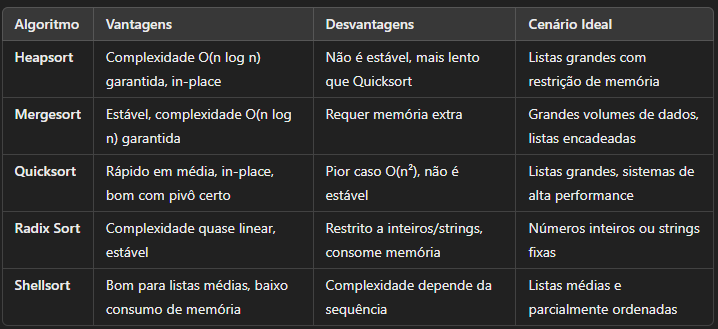 Algoritmo Vantagens Desvantagens Cenário Ideal
Heapsort Complexidade O(n log n) Não é estável, mais lento Listas grandes com
garantida, in-place que Quicksort restrição de memória
Mergesort Estável, complexidade O(n log Requer memória extra Grandes volumes de dados,
n) garantida listas encadeadas
Quicksort Rápido em média, in-place, Pior caso O(n²), não é Listas grandes, sistemas de
bom com pivô certo estável alta performance
Radix Sort Complexidade quase linear, Restrito a inteiros/strings, Números inteiros ou strings
estável consome memória fixas
Shellsort Bom para listas médias, baixo Complexidade depende da Listas médias e
consumo de memória sequência parcialmente ordenadas